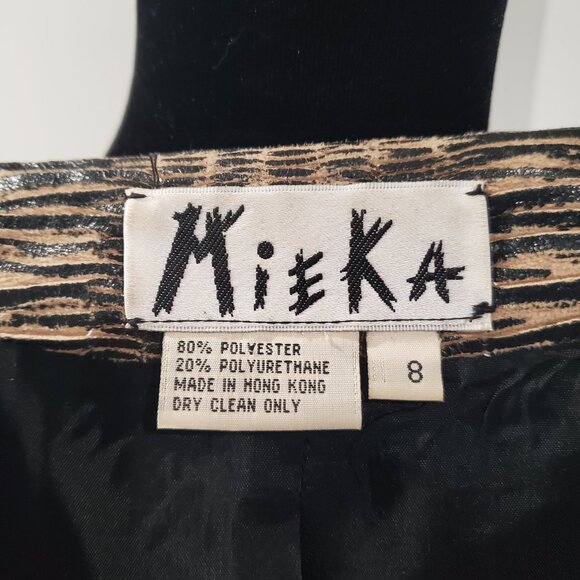 MiEKA
80% POLYESTER
20% POLYURETHANE
MADE IN HONG KONG
DRY CLEAN ONLY
8